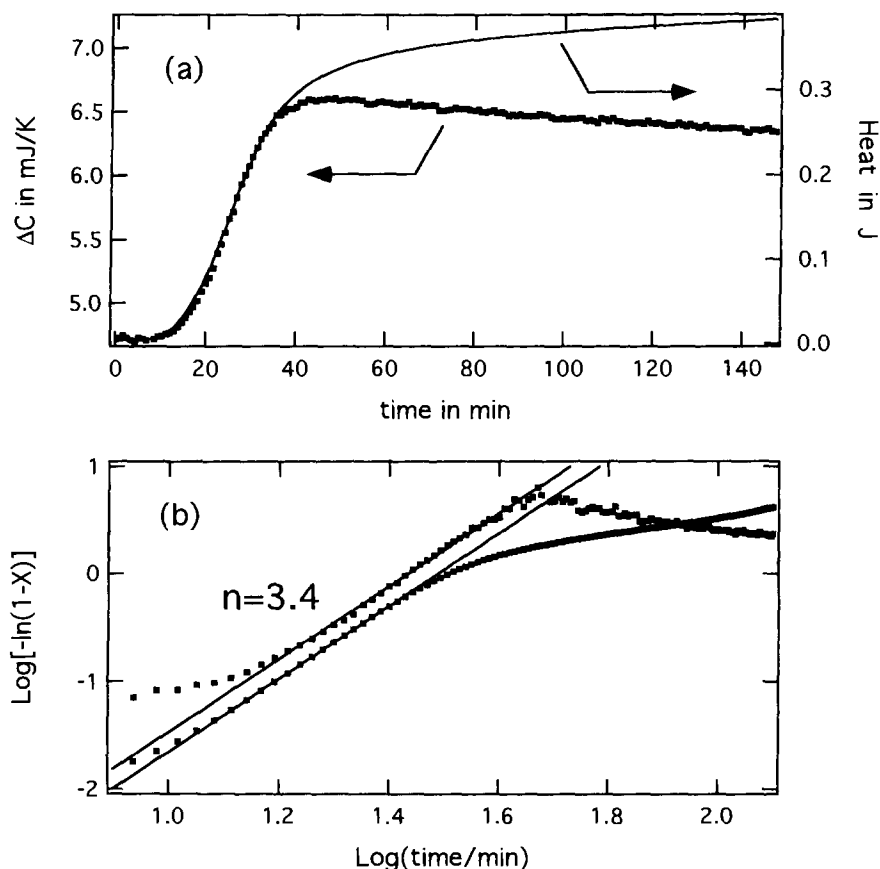 (a)
7.0
6.5
6.0
5.5
5.0
ΔC in mJ/K
0.3
0.2
0.1
0.0
Heat in J
0 20 40 60 80 100 120 140
time in min
(b)
n=3.4
1
0
-1
-2
Log[-ln(1-X)]
1.0 1.2 1.4 1.6 1.8 2.0
Log(time/min)